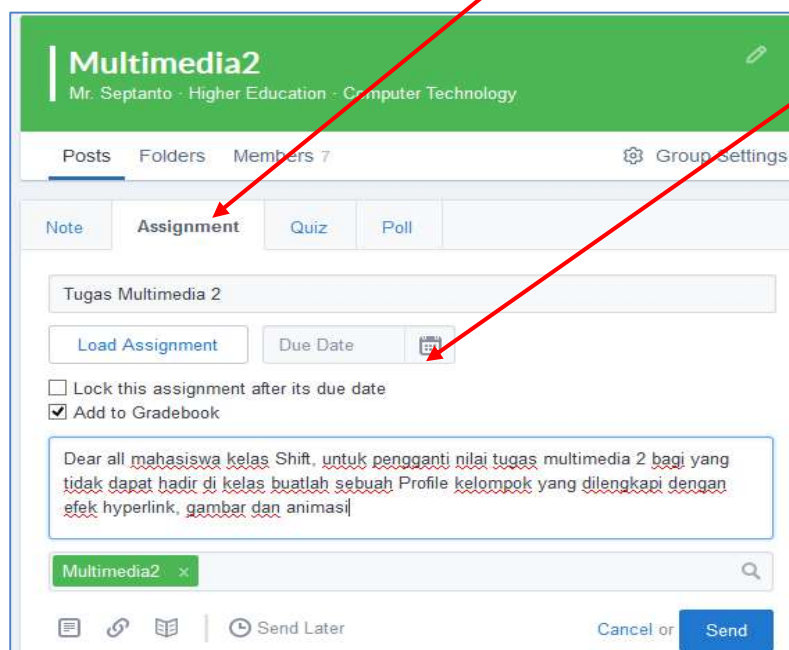 Multimedia2
Mr. Septanto · Higher Education · Computer Technology
Posts Folders Members 7 Group Settings
Note Assignment Quiz Poll
Tugas Multimedia 2
Load Assignment Due Date
Lock this assignment after its due date
Add to Gradebook
Dear all mahasiswa kelas Shift, untuk pengganti nilai tugas multimedia 2 bagi yang
tidak dapat hadir di kelas buatlah sebuah Profile kelompok yang dilengkapi dengan
efek hyperlink, gambar dan animasi
Multimedia2 ×
Send Later Cancel or Send